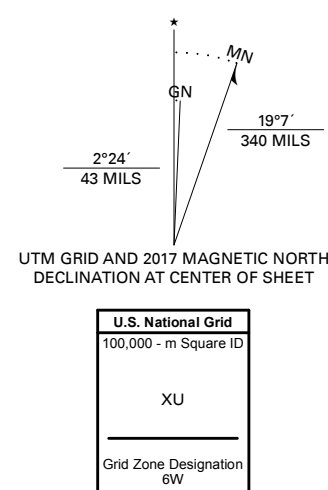 ★
MN
GN
19°7´
340 MILS
2°24´
43 MILS
UTM GRID AND 2017 MAGNETIC NORTH
DECLINATION AT CENTER OF SHEET
U.S. National Grid
100,000 - m Square ID
XU
Grid Zone Designation
6W